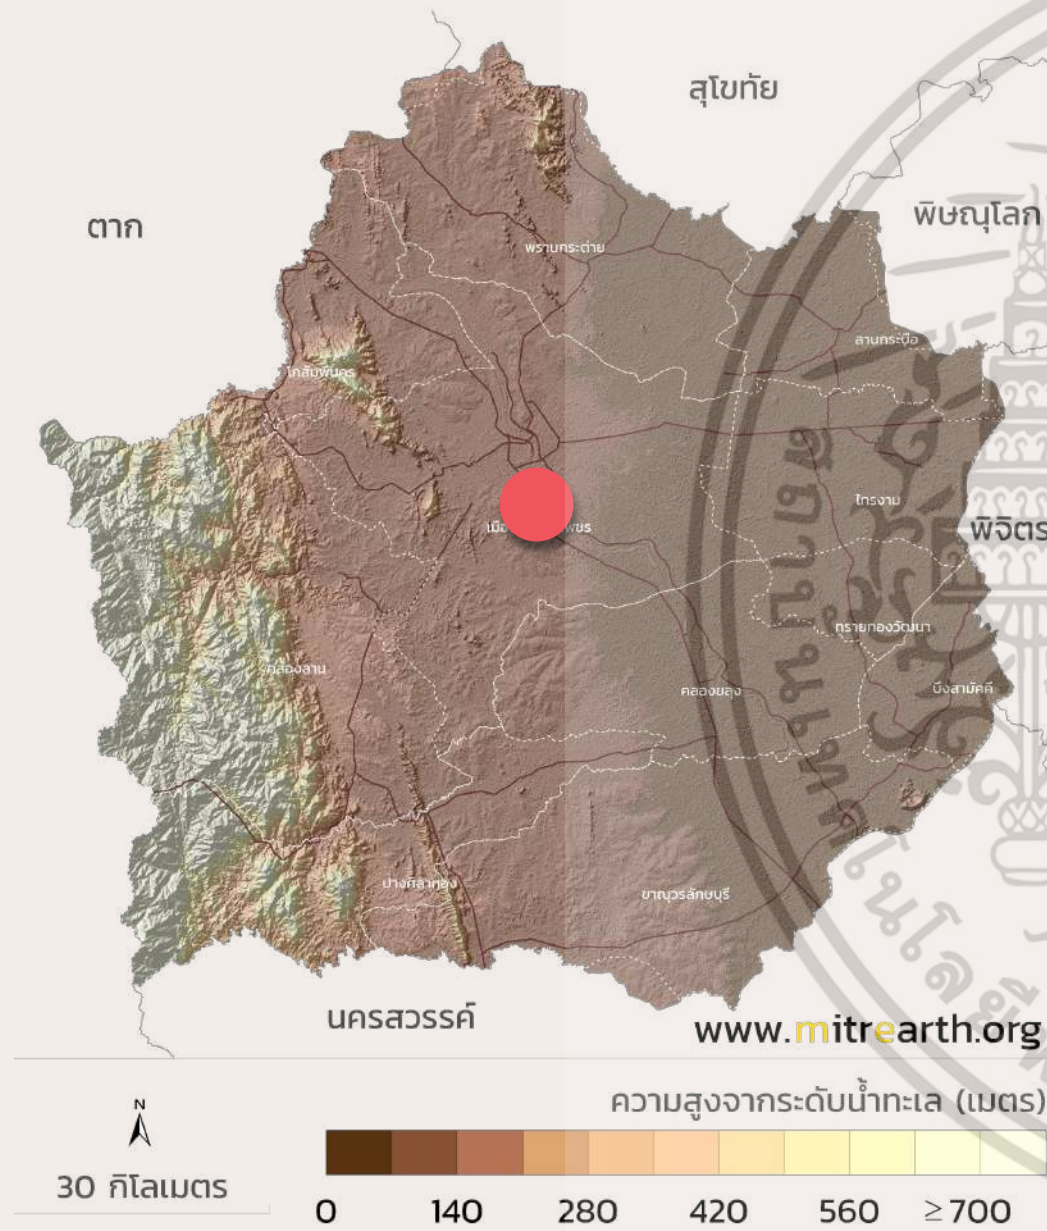 สุโขทัย
พิษณุโลก
ตาก
พรานกระต่าย
ลานกระบือ
โกสัมพีนคร
ไทรงาม
พิจิตร
ทรายทองวัฒนา
คลองลาน
คลองขลุง
บึงสามัคคี
ปางศิลาทอง
ขาณุวรลักษบุรี
นครสวรรค์
www.mitrearth.org
ความสูงจากระดับน้ำทะเล (เมตร)
N
30 กิโลเมตร
0 140 280 420 560 ≥700